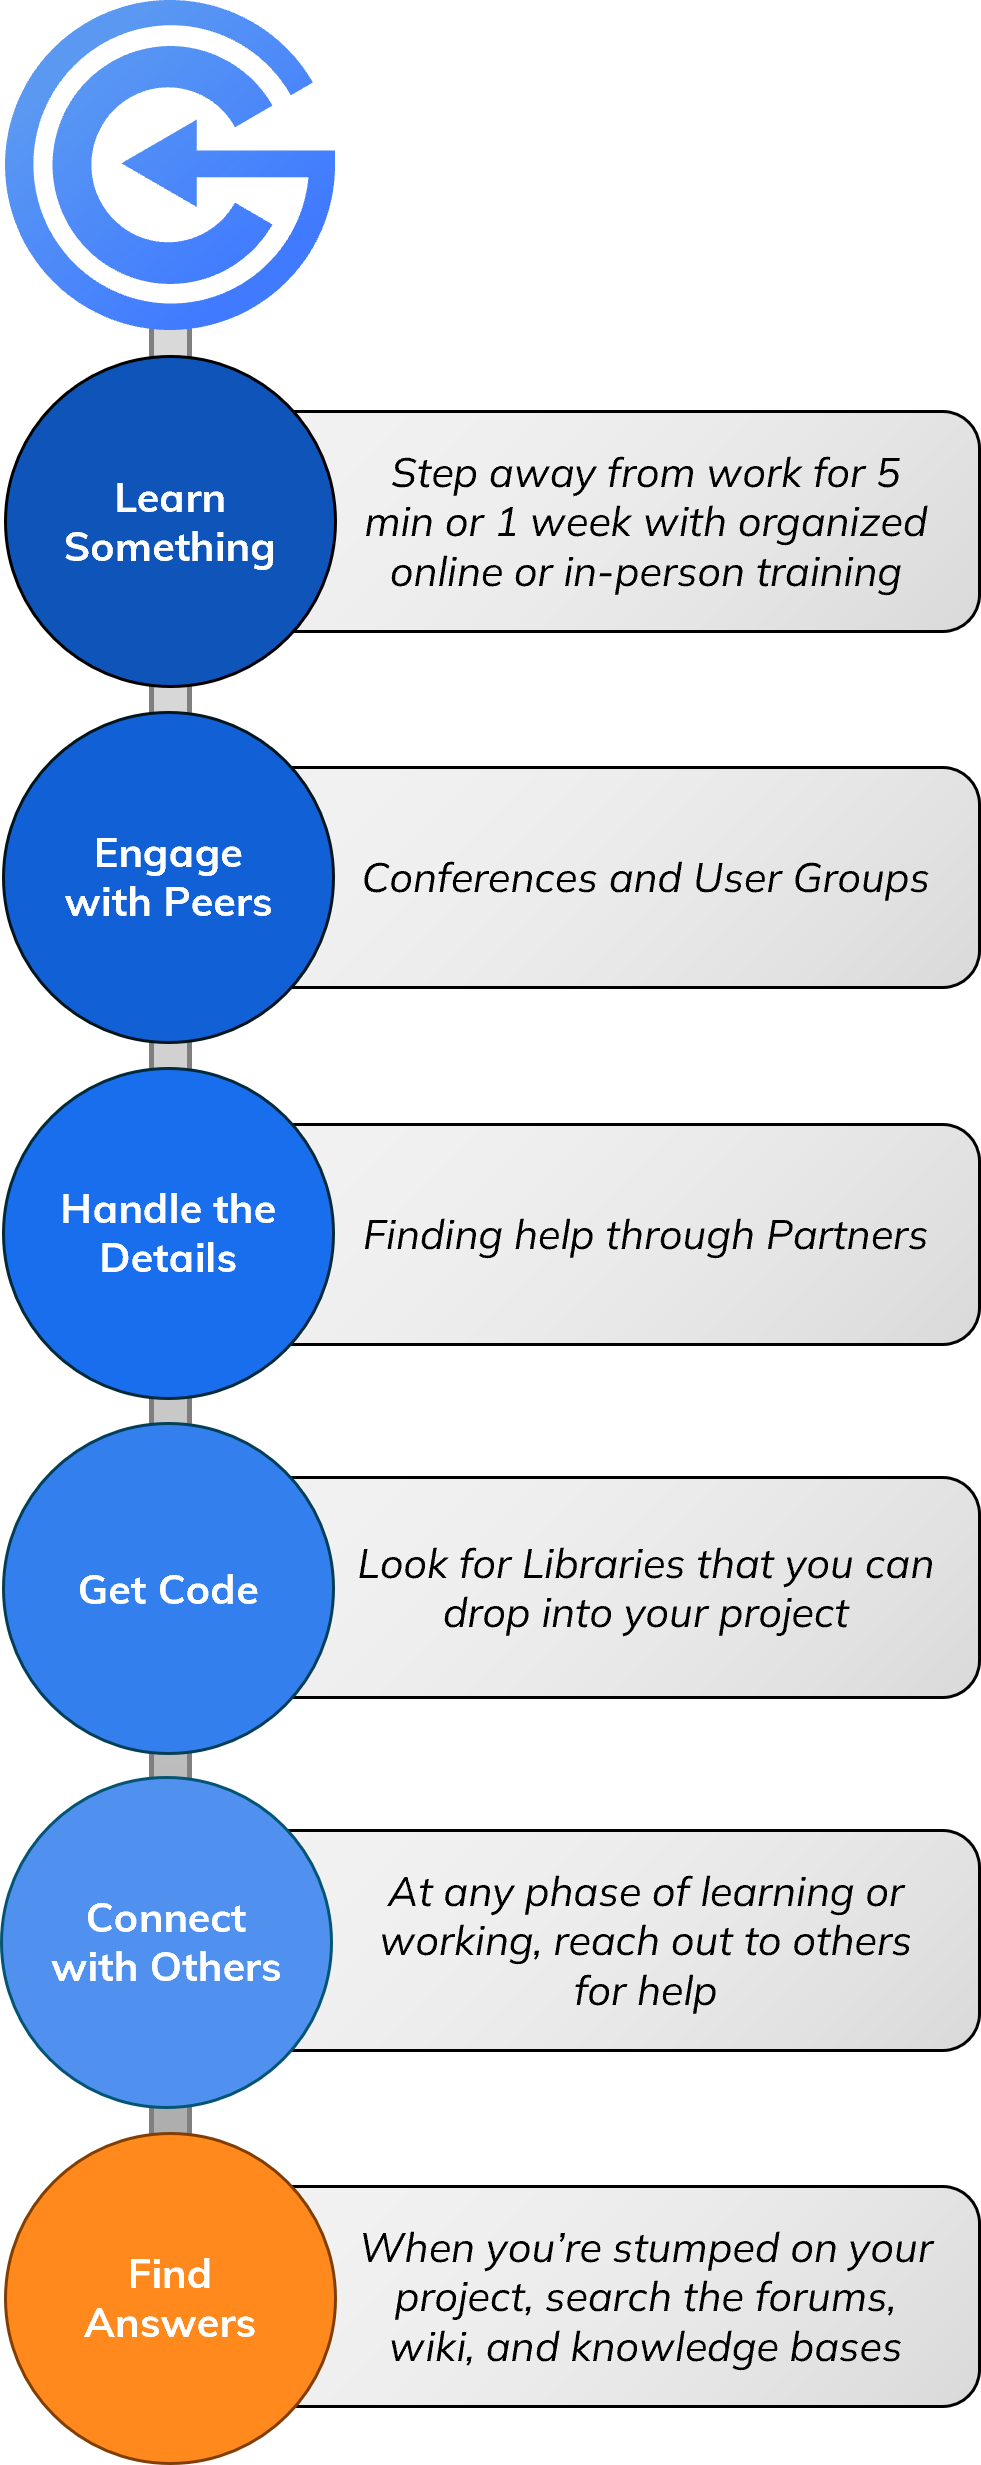 Learn
Something
Step away from work for 5
min or 1 week with organized
online or in-person training
Engage
with Peers
Conferences and User Groups
Handle the
Details
Finding help through Partners
Get Code
Look for Libraries that you can
drop into your project
Connect
with Others
At any phase of learning or
working, reach out to others
for help
Find
Answers
When you’re stumped on your
project, search the forums,
wiki, and knowledge bases